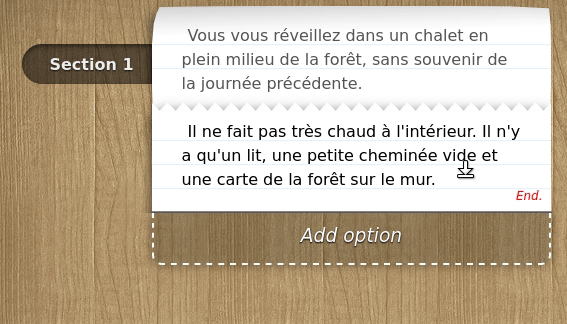 Section 1
Vous vous réveillez dans un chalet en
plein milieu de la forêt, sans souvenir de
la journée précédente.
Il ne fait pas très chaud à l'intérieur. Il n'y
a qu'un lit, une petite cheminée vide et
une carte de la forêt sur le mur.
End.
Add option